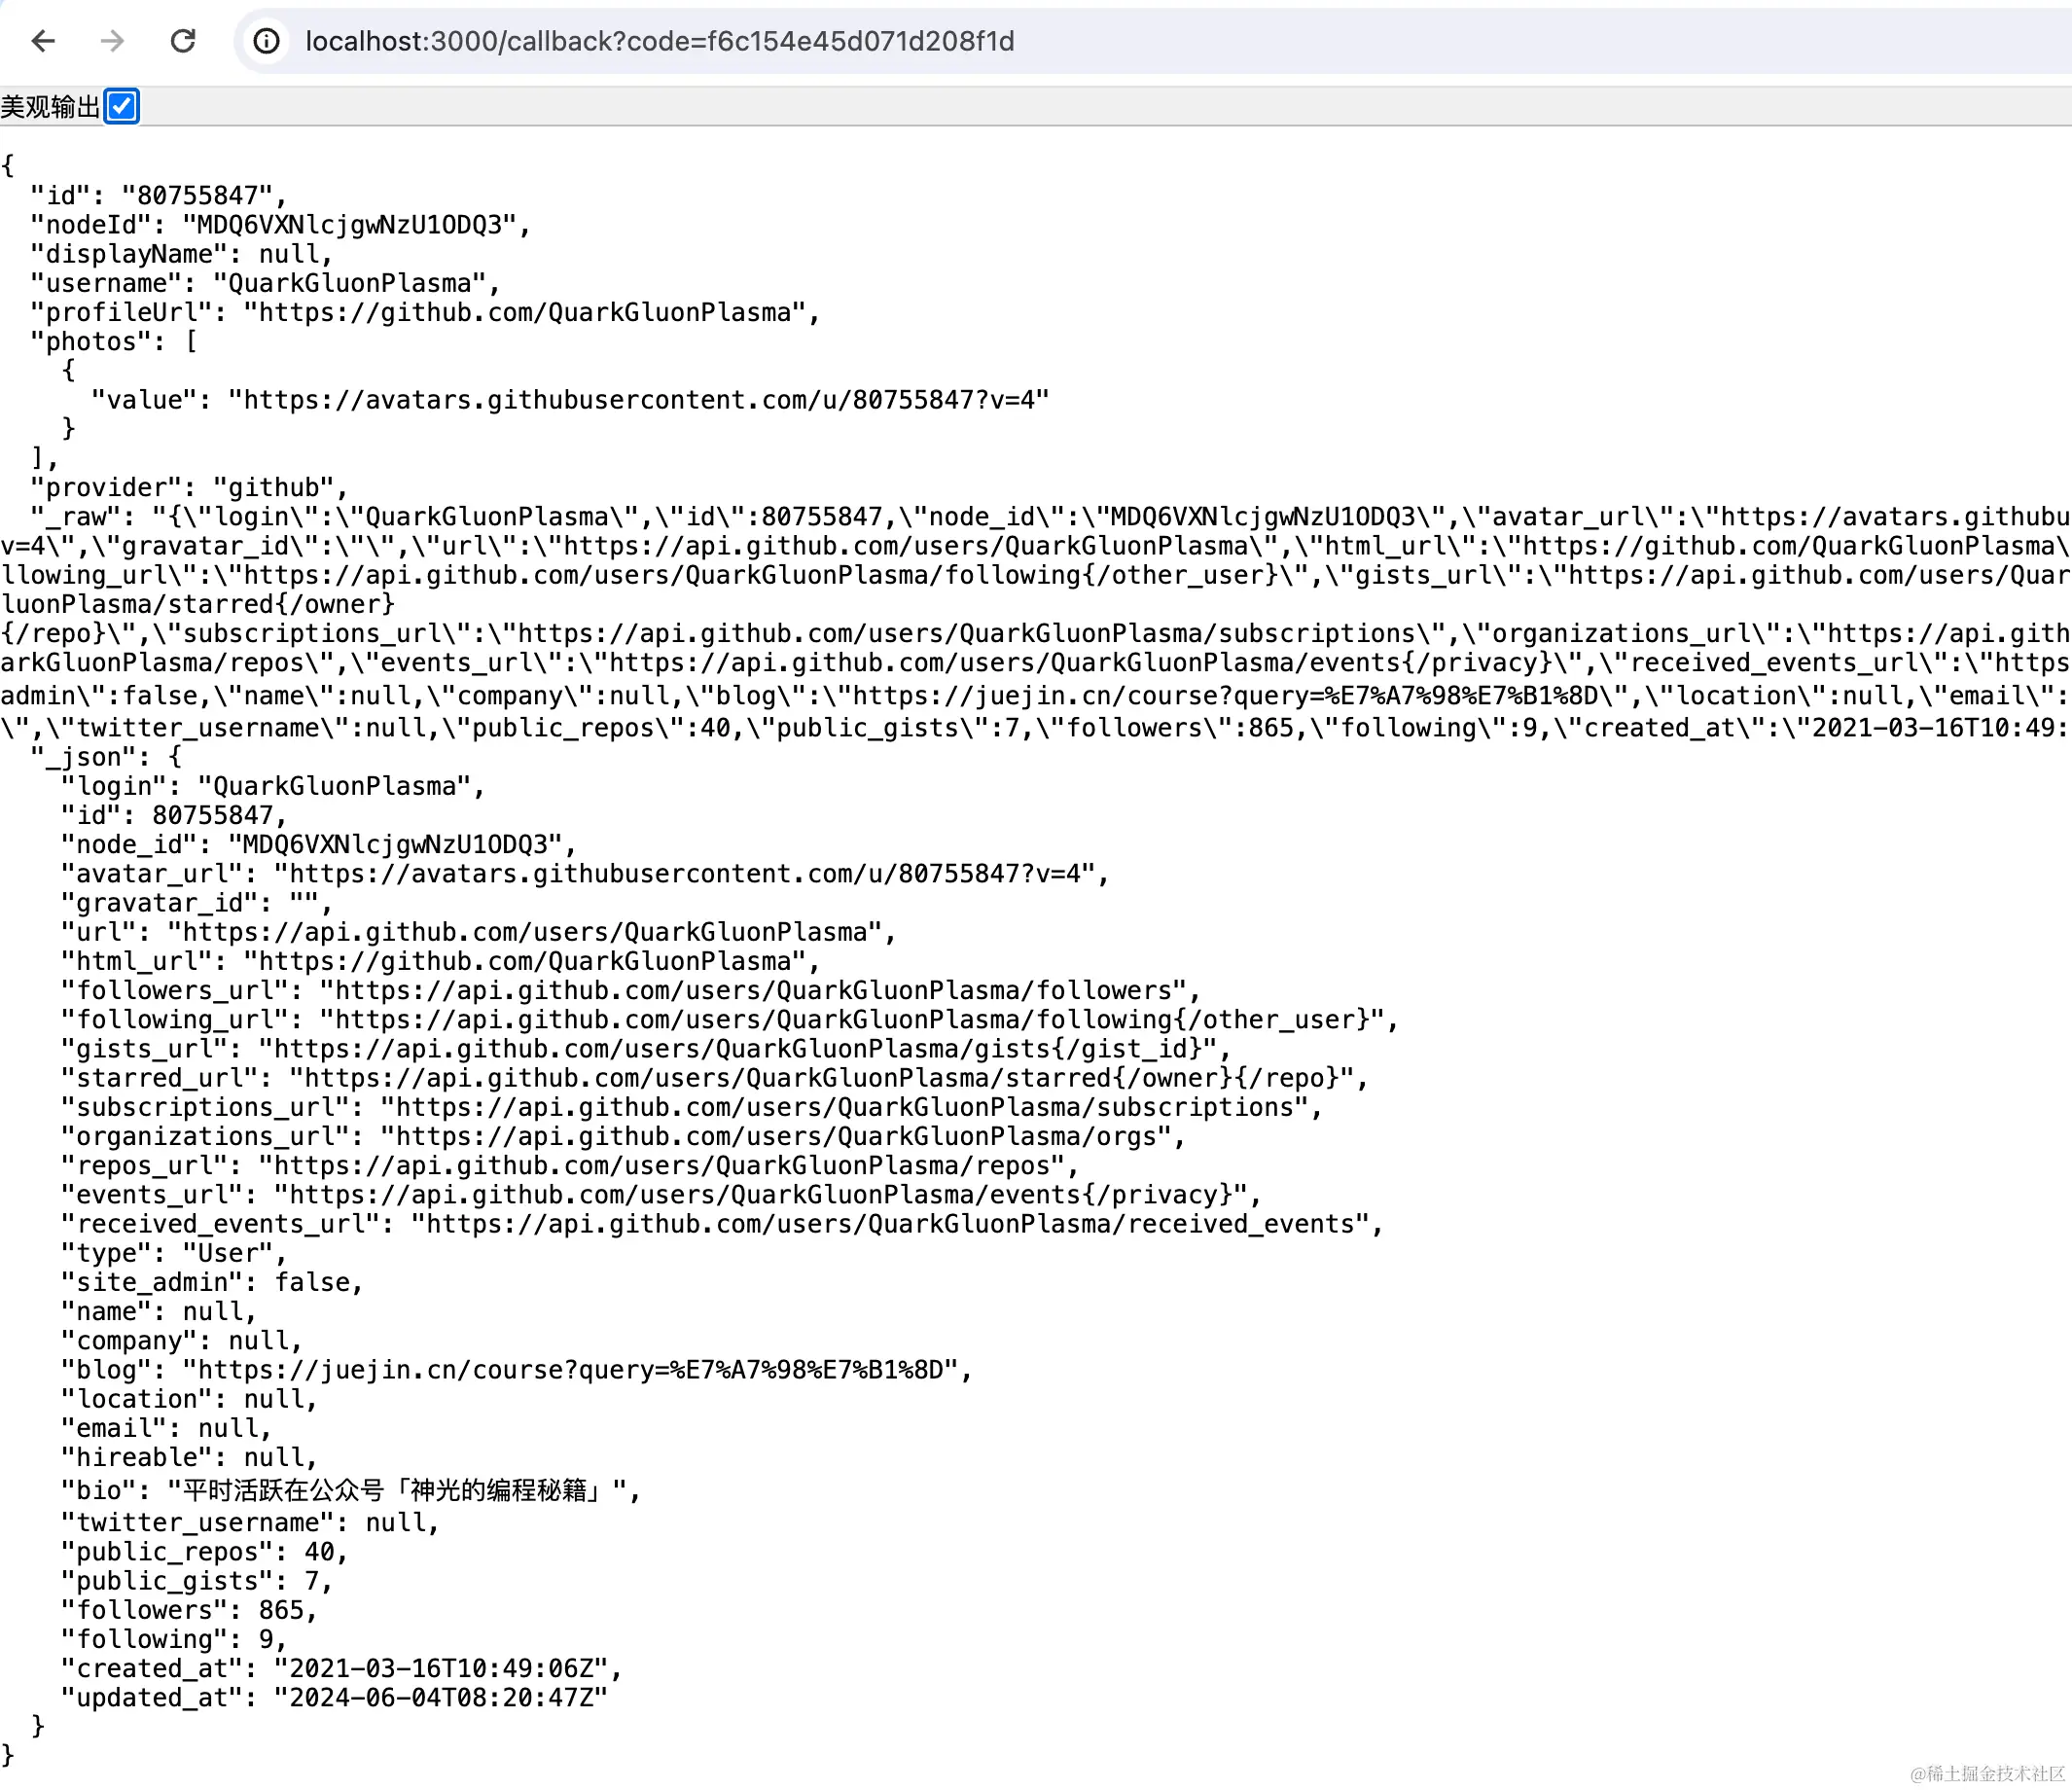 localhost:3000/callback?code=f6c154e45d071d208f1d
美观输出
{
  "id": "80755847",
  "nodeId": "MDQ6VXNlcjgwNzU1ODQ3",
  "displayName": null,
  "username": "QuarkGluonPlasma",
  "profileUrl": "https://github.com/QuarkGluonPlasma",
  "photos": [
    {
      "value": "https://avatars.githubusercontent.com/u/80755847?v=4"
    }
  ],
  "provider": "github",
  "_raw": "{\"login\":\"QuarkGluonPlasma\",\"id\":80755847,\"node_id\":\"MDQ6VXNlcjgwNzU1ODQ3\",\"avatar_url\":\"https://avatars.githubu
v=4\",\"gravatar_id\":\"\",\"url\":\"https://api.github.com/users/QuarkGluonPlasma\",\"html_url\":\"https://github.com/QuarkGluonPlasma\
llowing_url\":\"https://api.github.com/users/QuarkGluonPlasma/following{/other_user}\",\"gists_url\":\"https://api.github.com/users/Quar
luonPlasma/starred{/owner}
{/repo}\",\"subscriptions_url\":\"https://api.github.com/users/QuarkGluonPlasma/subscriptions\",\"organizations_url\":\"https://api.gith
arkGluonPlasma/repos\",\"events_url\":\"https://api.github.com/users/QuarkGluonPlasma/events{/privacy}\",\"received_events_url\":\"https
admin\":false,\"name\":null,\"company\":null,\"blog\":\"https://juejin.cn/course?query=%E7%A7%98%E7%B1%8D\",\"location\":null,\"email\":
\",\"twitter_username\":null,\"public_repos\":40,\"public_gists\":7,\"followers\":865,\"following\":9,\"created_at\":\"2021-03-16T10:49:
  "_json": {
    "login": "QuarkGluonPlasma",
    "id": 80755847,
    "node_id": "MDQ6VXNlcjgwNzU1ODQ3",
    "avatar_url": "https://avatars.githubusercontent.com/u/80755847?v=4",
    "gravatar_id": "",
    "url": "https://api.github.com/users/QuarkGluonPlasma",
    "html_url": "https://github.com/QuarkGluonPlasma",
    "followers_url": "https://api.github.com/users/QuarkGluonPlasma/followers",
    "following_url": "https://api.github.com/users/QuarkGluonPlasma/following{/other_user}",
    "gists_url": "https://api.github.com/users/QuarkGluonPlasma/gists{/gist_id}",
    "starred_url": "https://api.github.com/users/QuarkGluonPlasma/starred{/owner}{/repo}",
    "subscriptions_url": "https://api.github.com/users/QuarkGluonPlasma/subscriptions",
    "organizations_url": "https://api.github.com/users/QuarkGluonPlasma/orgs",
    "repos_url": "https://api.github.com/users/QuarkGluonPlasma/repos",
    "events_url": "https://api.github.com/users/QuarkGluonPlasma/events{/privacy}",
    "received_events_url": "https://api.github.com/users/QuarkGluonPlasma/received_events",
    "type": "User",
    "site_admin": false,
    "name": null,
    "company": null,
    "blog": "https://juejin.cn/course?query=%E7%A7%98%E7%B1%8D",
    "location": null,
    "email": null,
    "hireable": null,
    "bio": "平时活跃在公众号「神光的编程秘籍」",
    "twitter_username": null,
    "public_repos": 40,
    "public_gists": 7,
    "followers": 865,
    "following": 9,
    "created_at": "2021-03-16T10:49:06Z",
    "updated_at": "2024-06-04T08:20:47Z"
  }
}
@稀土掘金技术社区